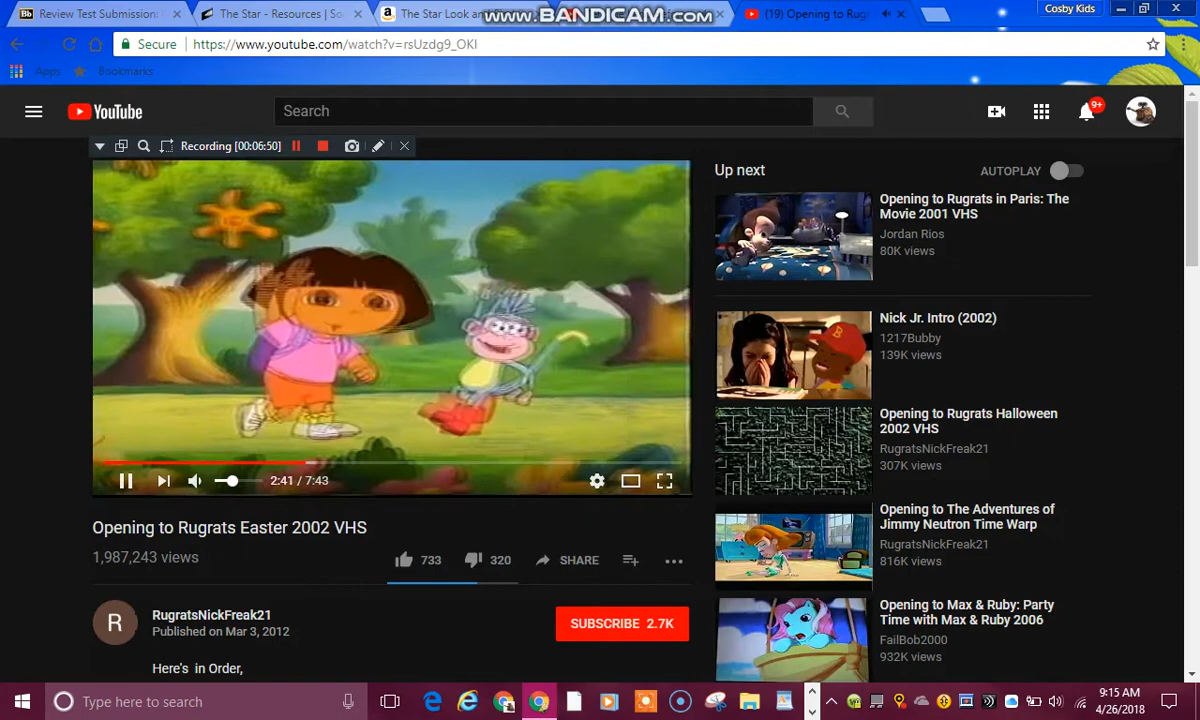 Review Test Submission:
The Star - Resources | So
The Star Look an
WWW.BANDICAM.COM
(19) Opening to Rugr
Cosby Kids
Secure
https://www.youtube.com/watch?v=rsUzdg9_OKI
Apps
Bookmarks
YouTube
Search
9+
Recording [00:06:50]
Up next
AUTOPLAY
Opening to Rugrats in Paris: The
Movie 2001 VHS
Jordan Rios
80K views
Nick Jr. Intro (2002)
1217Bubby
139K views
Opening to Rugrats Halloween
2002 VHS
RugratsNickFreak21
307K views
Opening to The Adventures of
Jimmy Neutron Time Warp
RugratsNickFreak21
816K views
Opening to Max & Ruby: Party
Time with Max & Ruby 2006
FailBob2000
932K views
2:41 / 7:43
Opening to Rugrats Easter 2002 VHS
1,987,243 views
733
320
SHARE
R
RugratsNickFreak21
Published on Mar 3, 2012
SUBSCRIBE 2.7K
Here's in Order,
Type here to search
9:15 AM
4/26/2018